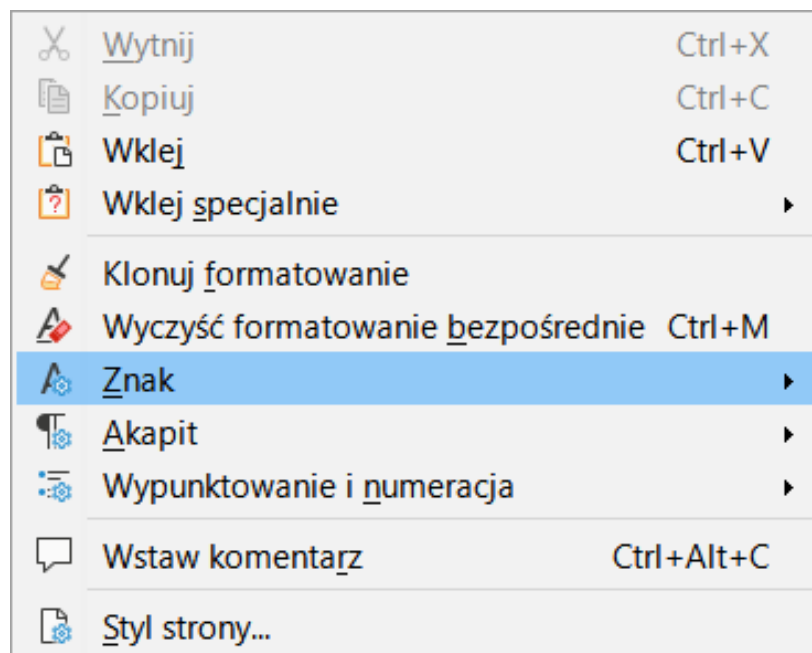 Wytnij Ctrl+X
Kopiuj Ctrl+C
Wklej Ctrl+V
Wklej specjalnie
Klonuj formatowanie
Wyczyść formatowanie bezpośrednie Ctrl+M
Znak
Akapit
Wypunktowanie i numeracja
Wstaw komentarz Ctrl+Alt+C
Styl strony...